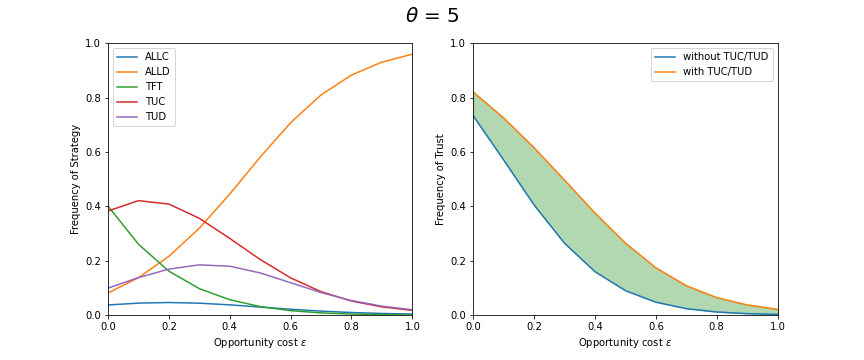 θ = 5
Frequency of Strategy
1.0
0.8
0.6
0.4
0.2
0.0
ALLC
ALLD
TFT
TUC
TUD
0.0 0.2 0.4 0.6 0.8 1.0
Opportunity cost ε
Frequency of Trust
1.0
0.8
0.6
0.4
0.2
0.0
without TUC/TUD
with TUC/TUD
0.0 0.2 0.4 0.6 0.8 1.0
Opportunity cost ε